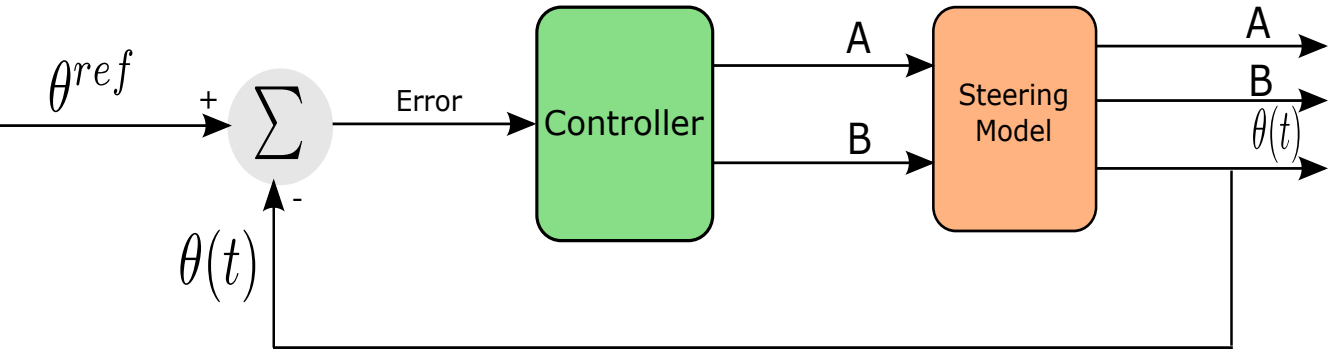 θ^{ref}
+
∑
-
θ(t)
Error
Controller
A
B
Steering
Model
A
B
θ(t)